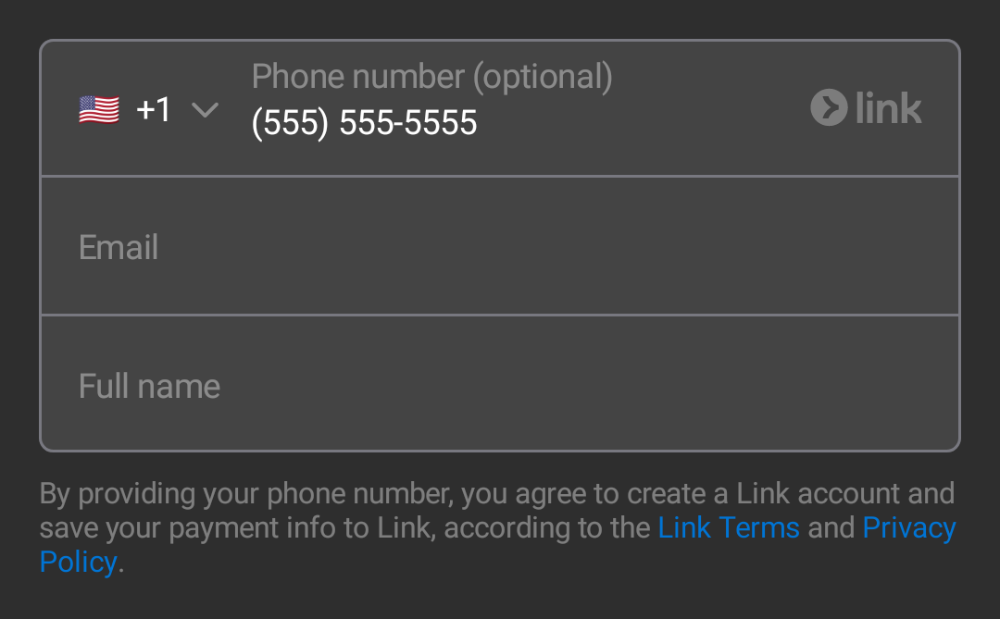 Phone number (optional)
+1 (555) 555-5555 link
Email
Full name
By providing your phone number, you agree to create a Link account and
save your payment info to Link, according to the Link Terms and Privacy
Policy.